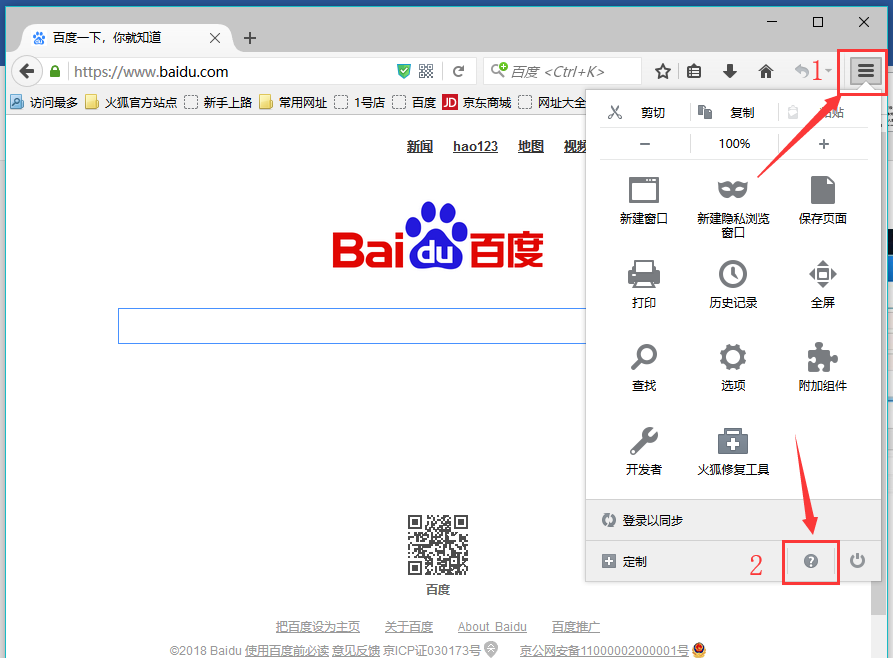 百度一下，你就知道
https://www.baidu.com
百度 <Ctrl+K>
1
访问最多 火狐官方站点 新手上路 常用网址 1号店 百度 JD 京东商城 网址大全
剪切 复制
100%
新闻 hao123 地图 视频
新建窗口 新建隐私浏览窗口 保存页面
Bai du 百度
打印 历史记录 全屏
查找 选项 附加组件
开发者 火狐修复工具
登录以同步
定制 2
百度
把百度设为主页 关于百度 About Baidu 百度推广
©2018 Baidu 使用百度前必读 意见反馈 京ICP证030173号 京公网安备11000002000001号